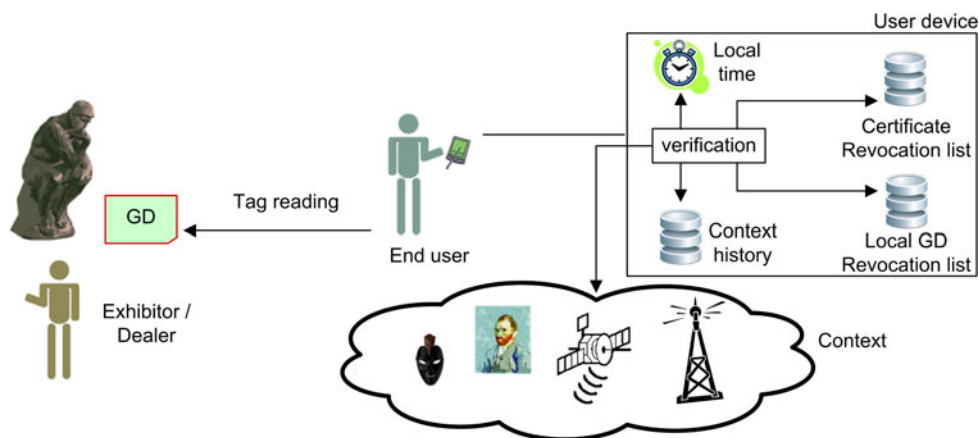 User device
Local
time
Certificate
Revocation list
verification
GD
Tag reading
End user
Context
history
Local GD
Revocation list
Exhibitor /
Dealer
Context